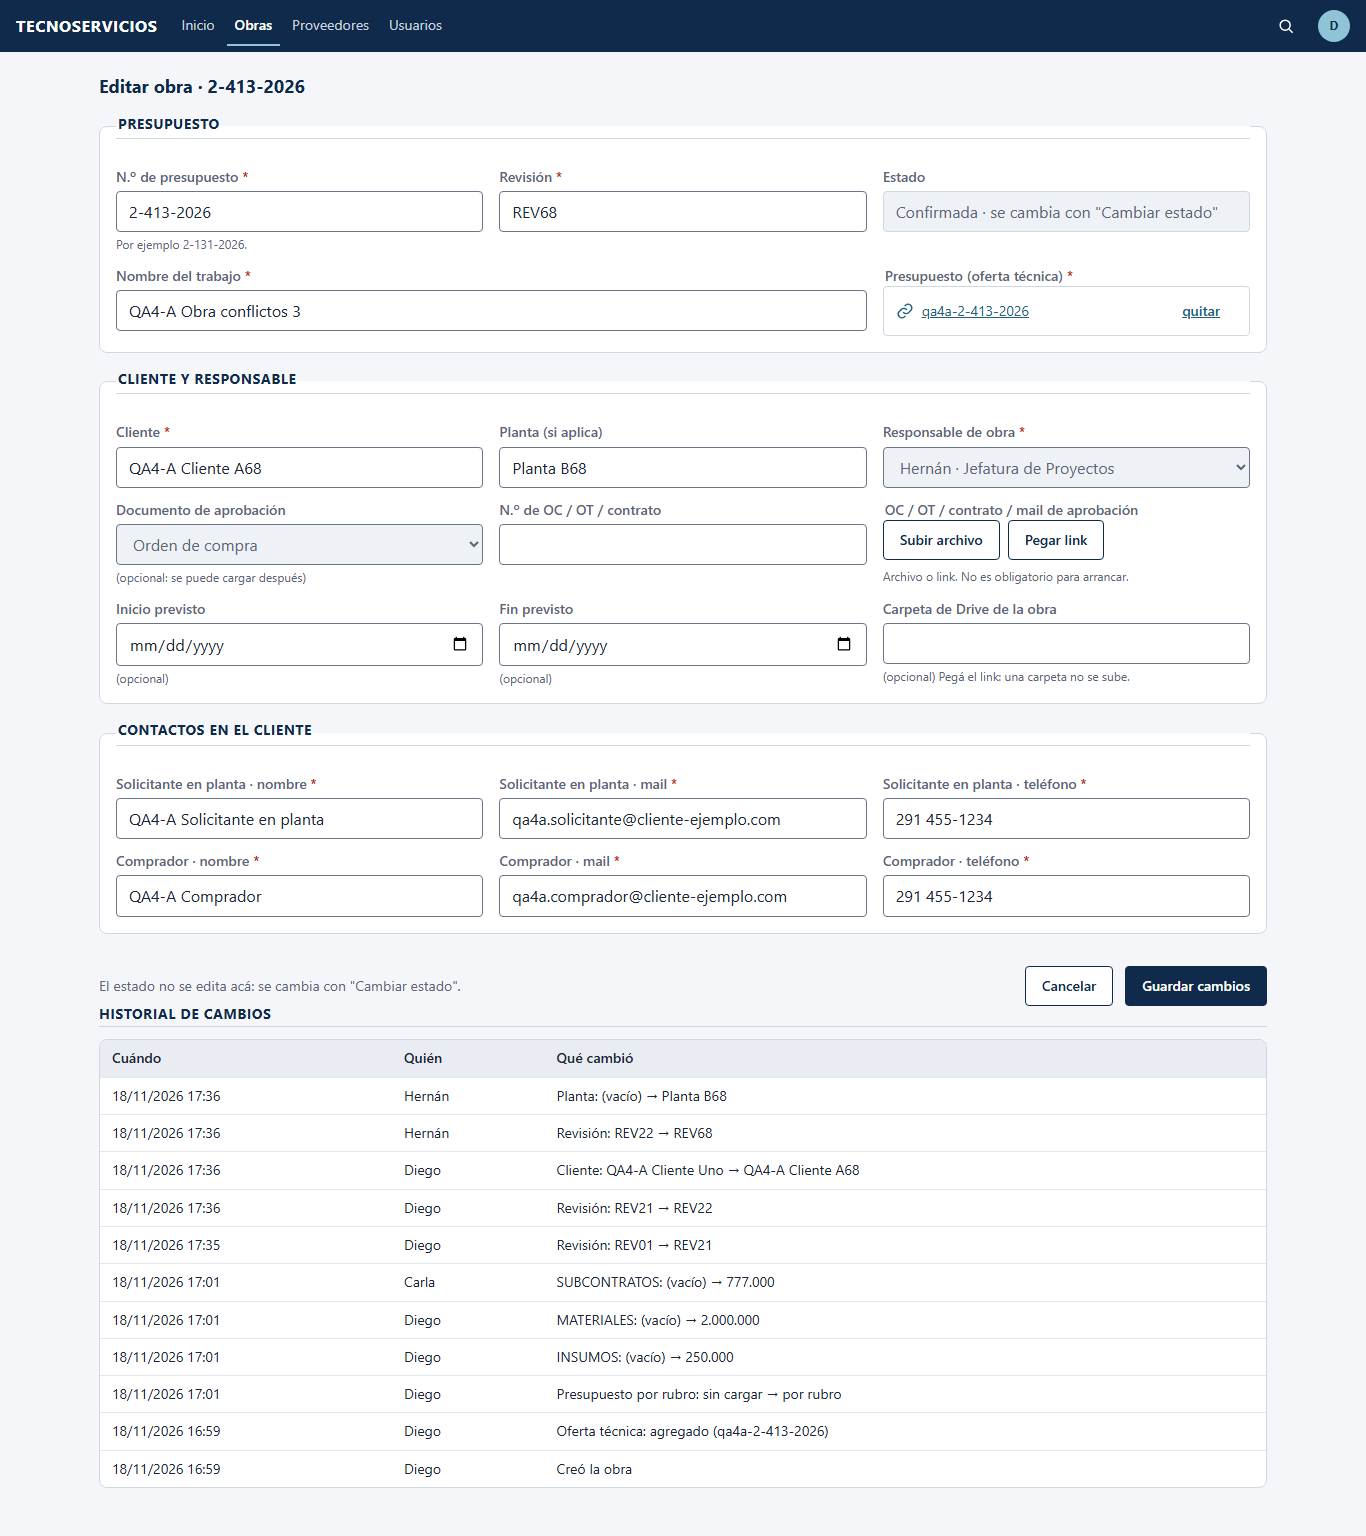 TECNOSERVICIOS Inicio Obras Proveedores Usuarios D
Editar obra · 2-413-2026
PRESUPUESTO
N.º de presupuesto * Revisión * Estado
2-413-2026 REV68 Confirmada · se cambia con "Cambiar estado"
Por ejemplo 2-131-2026.
Nombre del trabajo * Presupuesto (oferta técnica) *
QA4-A Obra conflictos 3 qa4a-2-413-2026 quitar
CLIENTE Y RESPONSABLE
Cliente * Planta (si aplica) Responsable de obra *
QA4-A Cliente A68 Planta B68 Hernán · Jefatura de Proyectos
Documento de aprobación N.º de OC / OT / contrato OC / OT / contrato / mail de aprobación
Orden de compra Subir archivo Pegar link
(opcional: se puede cargar después) Archivo o link. No es obligatorio para arrancar.
Inicio previsto Fin previsto Carpeta de Drive de la obra
mm/dd/yyyy mm/dd/yyyy
(opcional) (opcional) (opcional) Pegá el link: una carpeta no se sube.
CONTACTOS EN EL CLIENTE
Solicitante en planta · nombre * Solicitante en planta · mail * Solicitante en planta · teléfono *
QA4-A Solicitante en planta qa4a.solicitante@cliente-ejemplo.com 291 455-1234
Comprador · nombre * Comprador · mail * Comprador · teléfono *
QA4-A Comprador qa4a.comprador@cliente-ejemplo.com 291 455-1234
El estado no se edita acá: se cambia con "Cambiar estado". Cancelar Guardar cambios
HISTORIAL DE CAMBIOS
Cuándo Quién Qué cambió
18/11/2026 17:36 Hernán Planta: (vacío) → Planta B68
18/11/2026 17:36 Hernán Revisión: REV22 → REV68
18/11/2026 17:36 Diego Cliente: QA4-A Cliente Uno → QA4-A Cliente A68
18/11/2026 17:36 Diego Revisión: REV21 → REV22
18/11/2026 17:35 Diego Revisión: REV01 → REV21
18/11/2026 17:01 Carla SUBCONTRATOS: (vacío) → 777.000
18/11/2026 17:01 Diego MATERIALES: (vacío) → 2.000.000
18/11/2026 17:01 Diego INSUMOS: (vacío) → 250.000
18/11/2026 17:01 Diego Presupuesto por rubro: sin cargar → por rubro
18/11/2026 16:59 Diego Oferta técnica: agregado (qa4a-2-413-2026)
18/11/2026 16:59 Diego Creó la obra